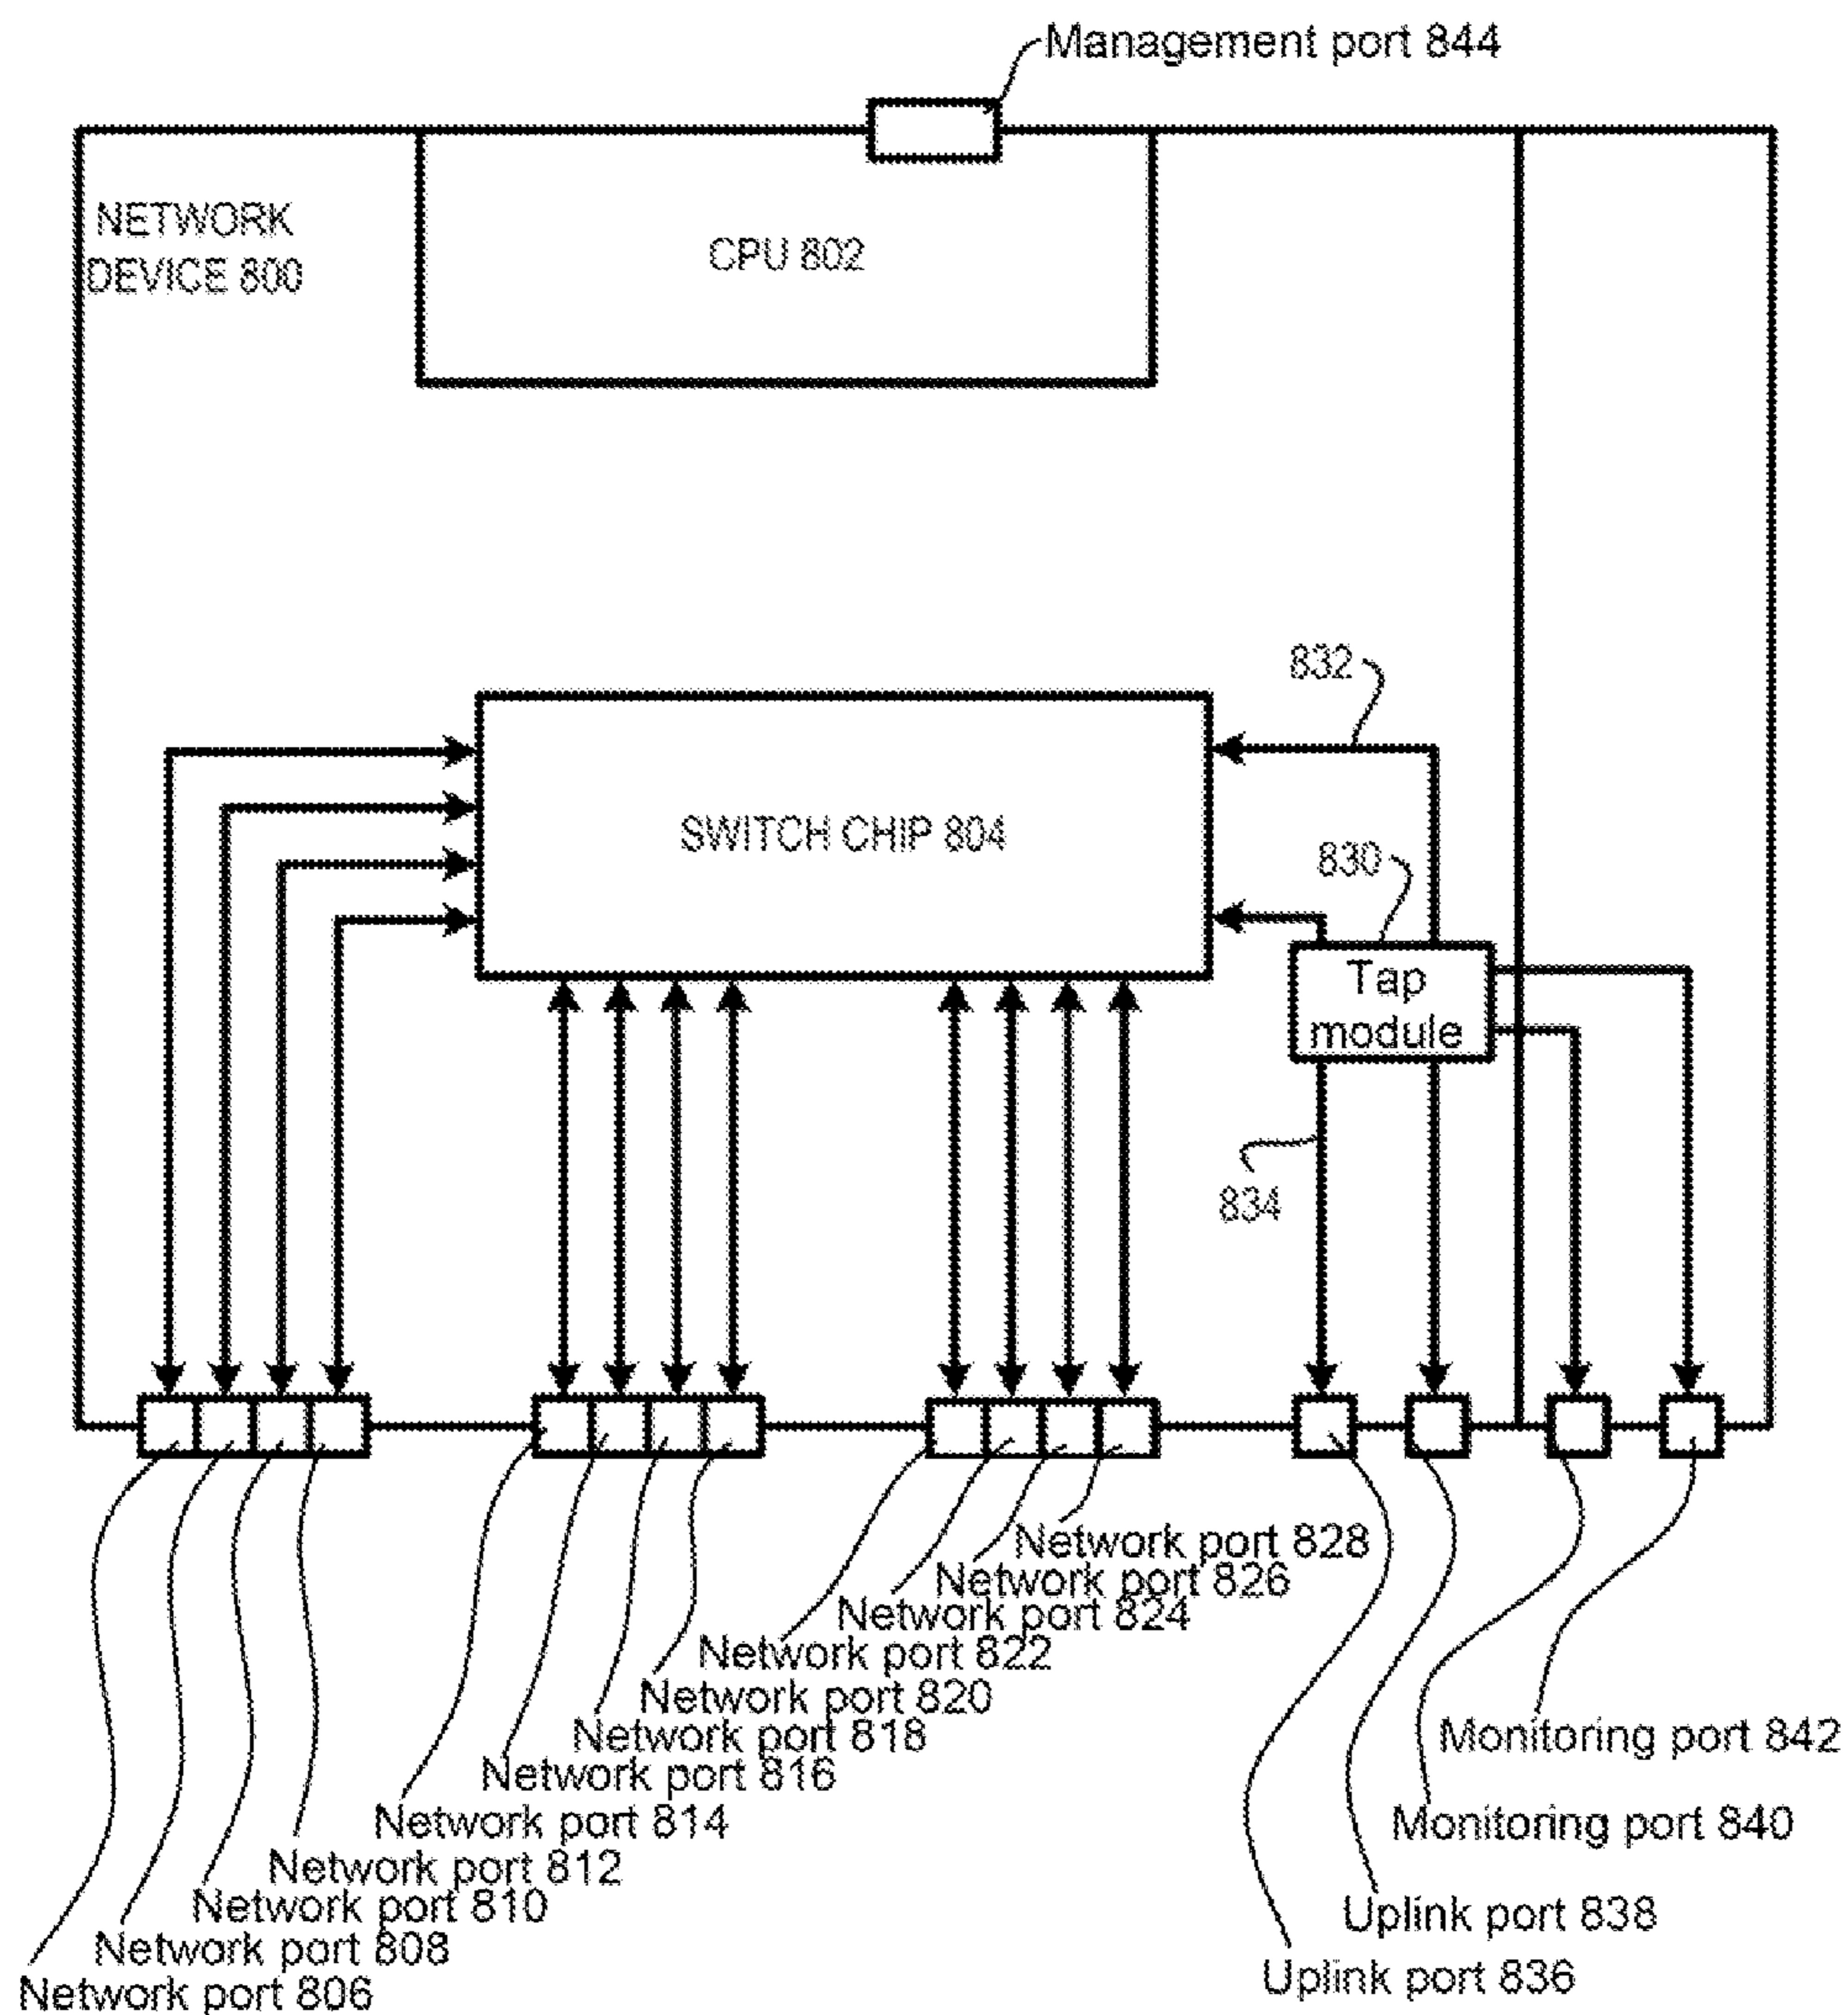 Management port 844
NETWORK
DEVICE 800
CPU 802
832
SWITCH CHIP 804
830
Tap
module
834
Network port 828
Network port 826
Network port 824
Network port 822
Network port 820
Network port 818
Network port 816
Network port 814
Network port 812
Network port 810
Network port 808
Network port 806
Monitoring port 842
Monitoring port 840
Uplink port 838
Uplink port 836